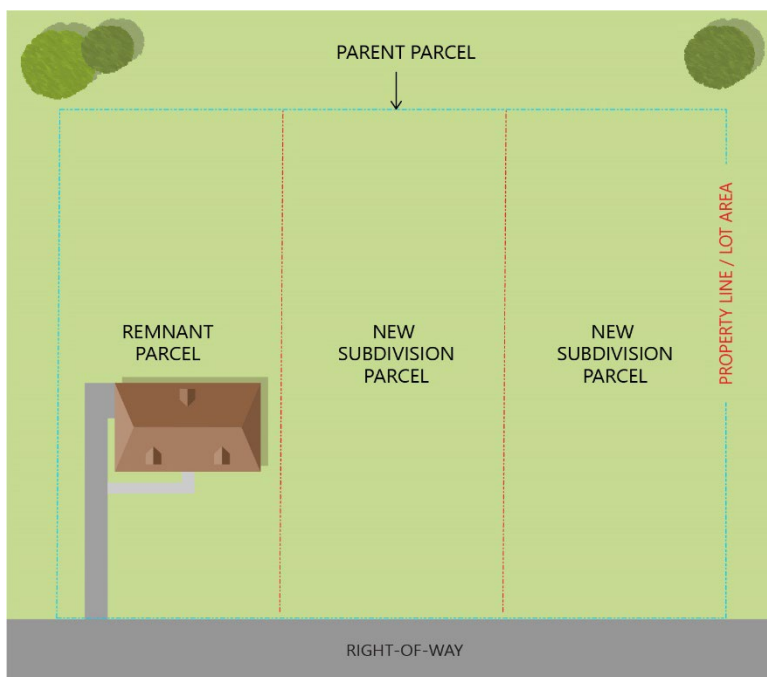 PARENT PARCEL
PROPERTY LINE / LOT AREA
REMNANT
PARCEL
NEW
SUBDIVISION
PARCEL
NEW
SUBDIVISION
PARCEL
RIGHT-OF-WAY